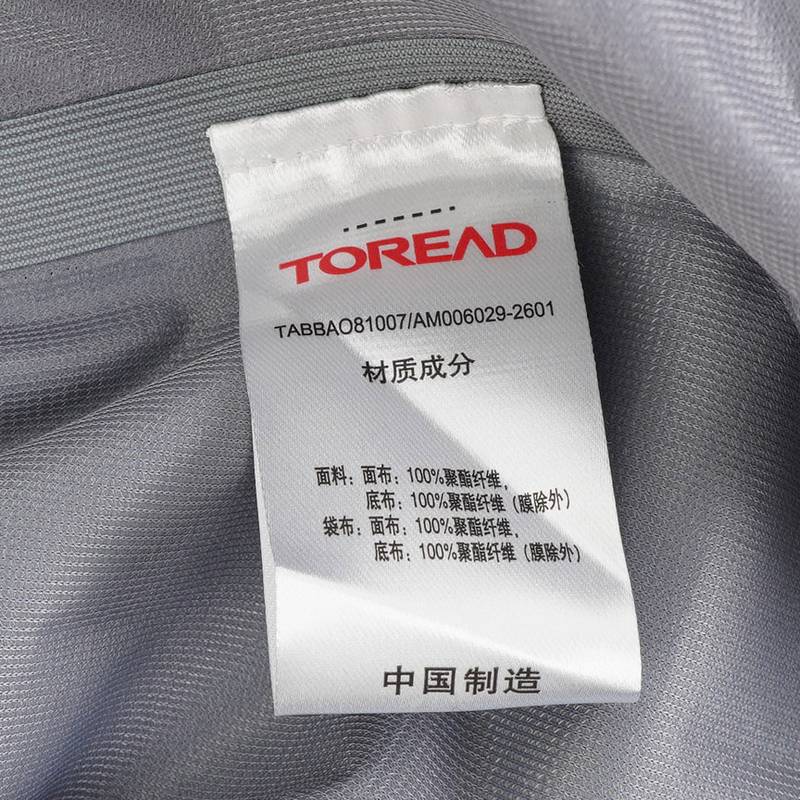 TOREAD
TABBAO81007/AM006029-2601
材质成分
面料：面布：100%聚酯纤维，
底布：100%聚酯纤维（膜除外）
袋布：面布：100%聚酯纤维，
底布：100%聚酯纤维（膜除外）
中国制造